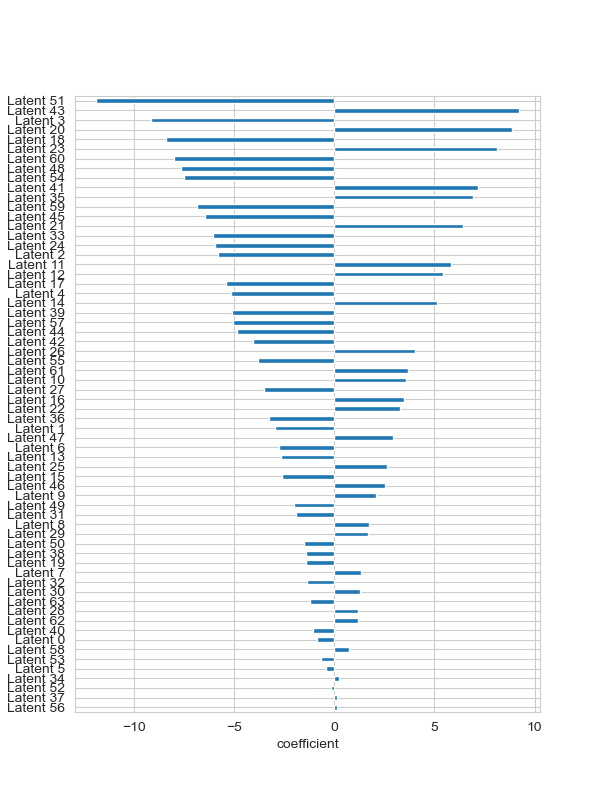 Latent 51
Latent 43
Latent 3
Latent 20
Latent 18
Latent 23
Latent 60
Latent 48
Latent 54
Latent 41
Latent 35
Latent 59
Latent 45
Latent 21
Latent 33
Latent 24
Latent 2
Latent 11
Latent 12
Latent 17
Latent 4
Latent 14
Latent 39
Latent 57
Latent 44
Latent 42
Latent 26
Latent 55
Latent 61
Latent 10
Latent 27
Latent 16
Latent 22
Latent 36
Latent 1
Latent 47
Latent 6
Latent 13
Latent 25
Latent 15
Latent 46
Latent 9
Latent 49
Latent 31
Latent 8
Latent 29
Latent 50
Latent 38
Latent 19
Latent 7
Latent 32
Latent 30
Latent 63
Latent 28
Latent 62
Latent 40
Latent 0
Latent 58
Latent 53
Latent 5
Latent 34
Latent 52
Latent 37
Latent 56
−10 −5 0 5 10
coefficient